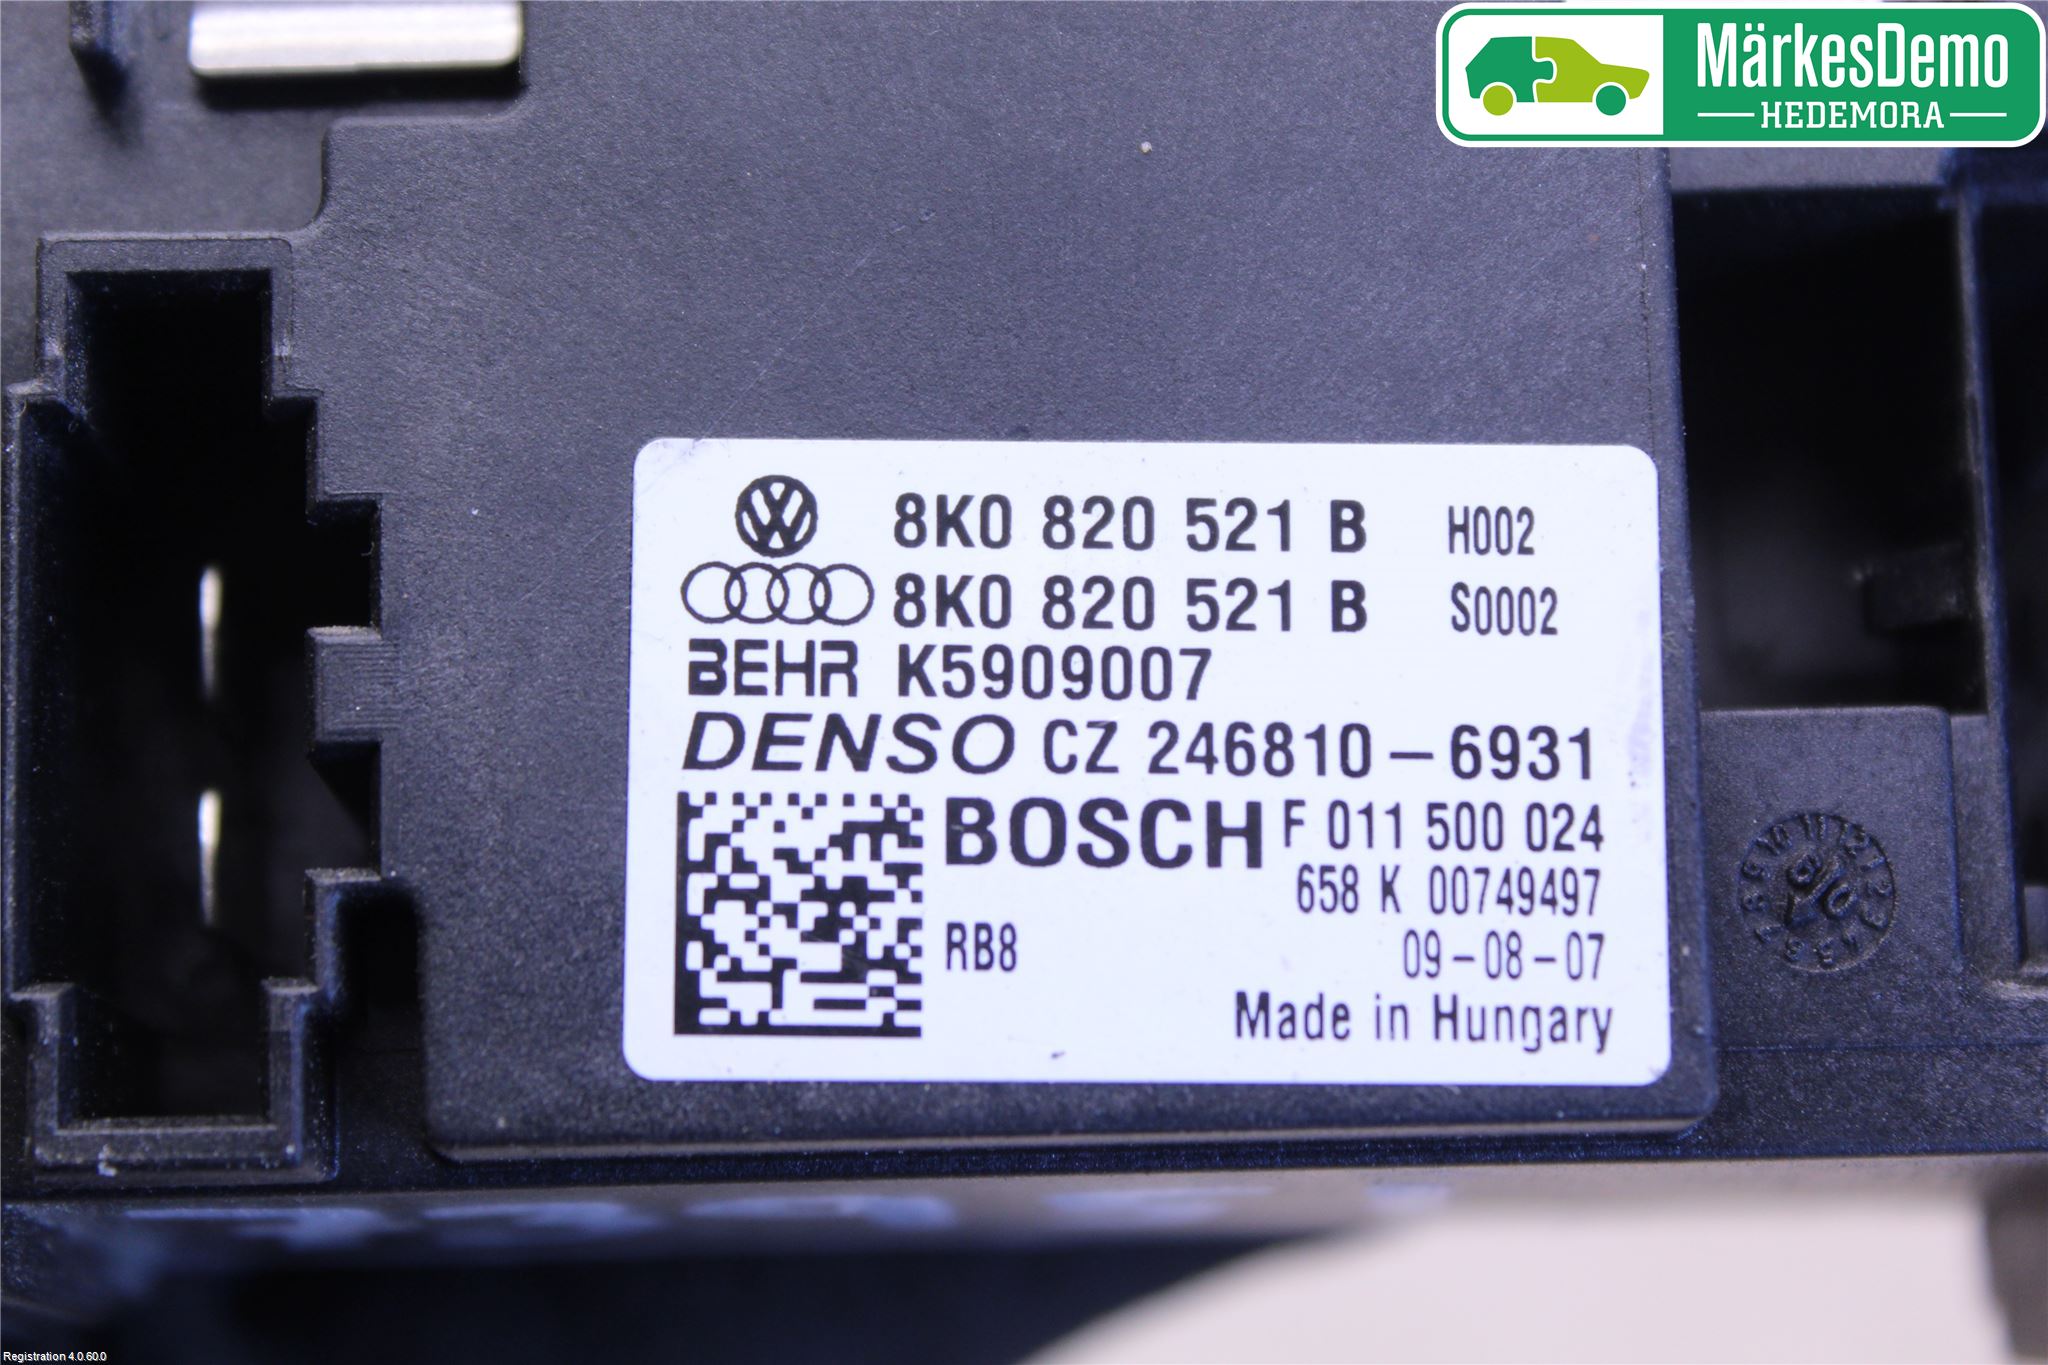 MärkesDemo
HEDEMORA
8K0 820 521 B H002
8K0 820 521 B S0002
BEHR K5909007
DENSO CZ 246810-6931
BOSCH F 011 500 024
658 K 00749497
RB8 09-08-07
Made in Hungary
Registration 4.0.60.0